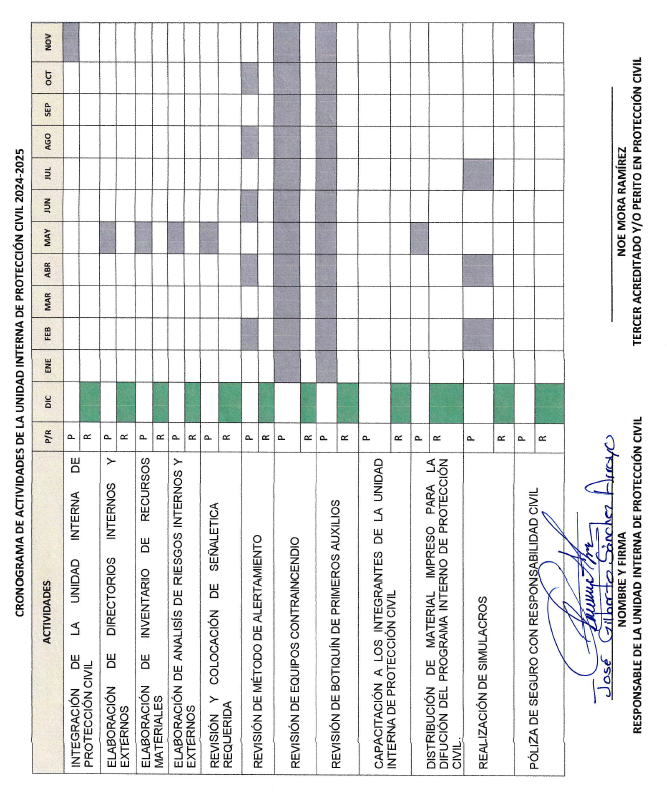 CRONOGRAMA DE ACTIVIDADES DE LA UNIDAD INTERNA DE PROTECCIÓN CIVIL 2024-2025
ACTIVIDADES P/R DIC ENE FEB MAR ABR MAY JUN JUL AGO SEP OCT NOV
INTEGRACIÓN DE LA UNIDAD INTERNA DE P
PROTECCIÓN CIVIL R
ELABORACIÓN DE DIRECTORIOS INTERNOS Y P
EXTERNOS R
ELABORACIÓN DE INVENTARIO DE RECURSOS P
MATERIALES R
ELABORACIÓN DE ANALÍSIS DE RIESGOS INTERNOS Y P
EXTERNOS R
REVISIÓN Y COLOCACIÓN DE SEÑALETICA P
REQUERIDA R
REVISIÓN DE MÉTODO DE ALERTAMIENTO P
R
REVISIÓN DE EQUIPOS CONTRAINCENDIO P
R
REVISIÓN DE BOTIQUÍN DE PRIMEROS AUXILIOS P
R
CAPACITACIÓN A LOS INTEGRANTES DE LA UNIDAD P
INTERNA DE PROTECCIÓN CIVIL R
DISTRIBUCIÓN DE MATERIAL IMPRESO PARA LA P
DIFUCIÓN DEL PROGRAMA INTERNO DE PROTECCIÓN R
CIVIL.
REALIZACIÓN DE SIMULACROS P
R
PÓLIZA DE SEGURO CON RESPONSABILIDAD CIVIL P
R
José Gilberto Sánchez Arroyo
NOMBRE Y FIRMA
RESPONSABLE DE LA UNIDAD INTERNA DE PROTECCIÓN CIVIL
NOE MORA RAMÍREZ
TERCER ACREDITADO Y/O PERITO EN PROTECCIÓN CIVIL